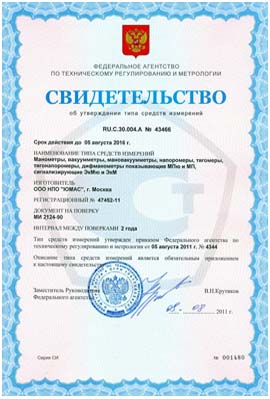 ФЕДЕРАЛЬНОЕ АГЕНТСТВО
ПО ТЕХНИЧЕСКОМУ РЕГУЛИРОВАНИЮ И МЕТРОЛОГИИ
СВИДЕТЕЛЬСТВО
об утверждении типа средств измерений
RU.C.30.004.A № 43466
Срок действия до 05 августа 2016 г.
НАИМЕНОВАНИЕ ТИПА СРЕДСТВ ИЗМЕРЕНИЙ
Манометры, вакуумметры, мановакуумметры, напоромеры, тягомеры,
тягонапоромеры, дифманометры показывающие МПю и МП,
сигнализирующие ЭкМю и ЭкМ
ИЗГОТОВИТЕЛЬ
ООО НПО "ЮМАС", г. Москва
РЕГИСТРАЦИОННЫЙ № 47452-11
ДОКУМЕНТ НА ПОВЕРКУ
МИ 2124-90
ИНТЕРВАЛ МЕЖДУ ПОВЕРКАМИ 2 года
Тип средств измерений утвержден приказом Федерального агентства по
техническому регулированию и метрологии от 05 августа 2011 г. № 4344
Описание типа средств измерений является обязательным приложением
к настоящему свидетельству.
Заместитель Руководителя
Федерального агентства
В.Н.Крутиков
08 08 2011 г.
Серия СИ
№ 001480